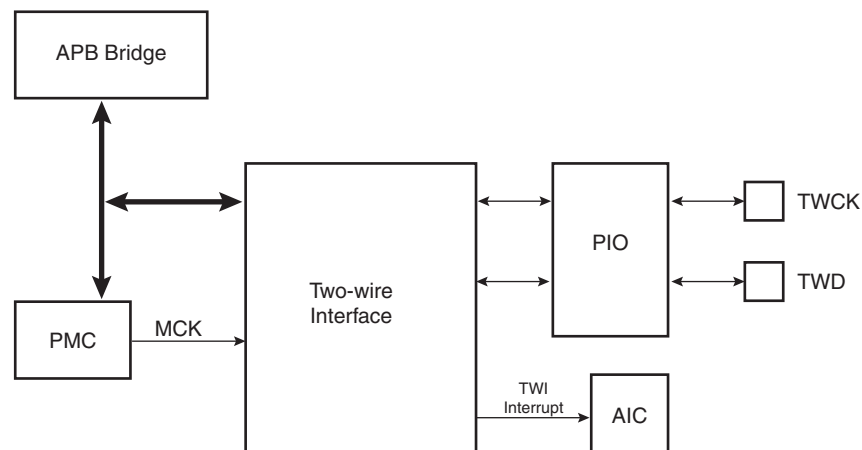 APB Bridge
TWCK
PIO
Two-wire
Interface
TWD
PMC
MCK
TWI
Interrupt
AIC